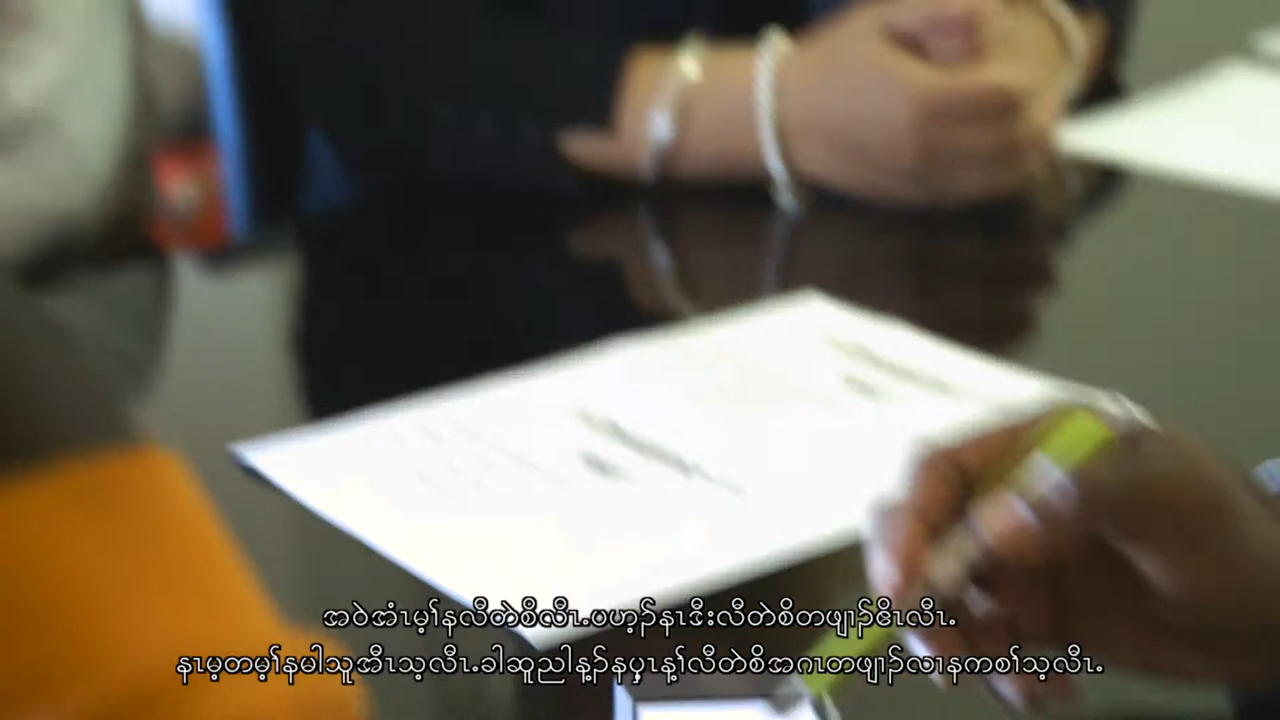 အဝဲအံၤမ့ၢ်နလီတဲစိလီၤ.ပဟ့ၣ်နၤဒီးလီတဲစိတဖျၢၣ်ဧိၤလီၤ.
နၤမ့တမ့ၢ်နမါသူအီၤသ့လီၤ.ခါဆူညါန့ၣ်နပှၤန့ၢ်လီတဲစိအဂၤတဖျၢၣ်လၢနကစၢ်သ့လီၤ.